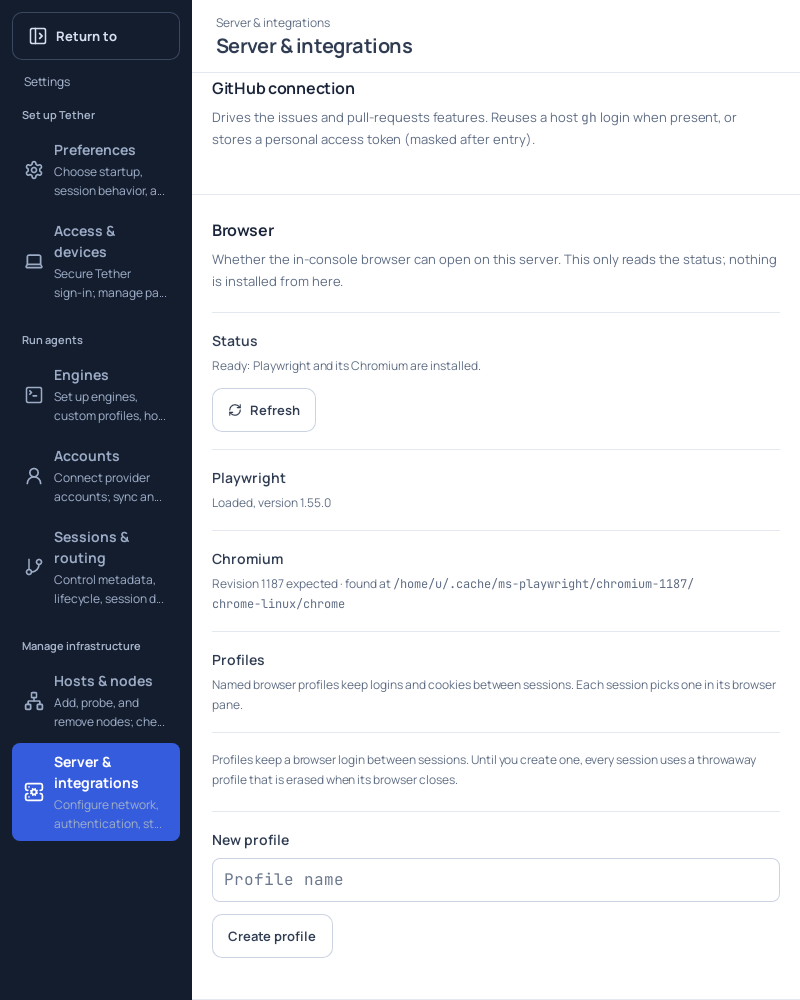 Return to
Settings
Set up Tether
Preferences
Choose startup,
session behavior, a...
Access &
devices
Secure Tether
sign-in; manage pa...
Run agents
Engines
Set up engines,
custom profiles, ho...
Accounts
Connect provider
accounts; sync an...
Sessions &
routing
Control metadata,
lifecycle, session d...
Manage infrastructure
Hosts & nodes
Add, probe, and
remove nodes; che...
Server &
integrations
Configure network,
authentication, st...
Server & integrations
Server & integrations
GitHub connection
Drives the issues and pull-requests features. Reuses a host gh login when present, or
stores a personal access token (masked after entry).
Browser
Whether the in-console browser can open on this server. This only reads the status; nothing
is installed from here.
Status
Ready: Playwright and its Chromium are installed.
Refresh
Playwright
Loaded, version 1.55.0
Chromium
Revision 1187 expected · found at /home/u/.cache/ms-playwright/chromium-1187/
chrome-linux/chrome
Profiles
Named browser profiles keep logins and cookies between sessions. Each session picks one in its browser
pane.
Profiles keep a browser login between sessions. Until you create one, every session uses a throwaway
profile that is erased when its browser closes.
New profile
Profile name
Create profile